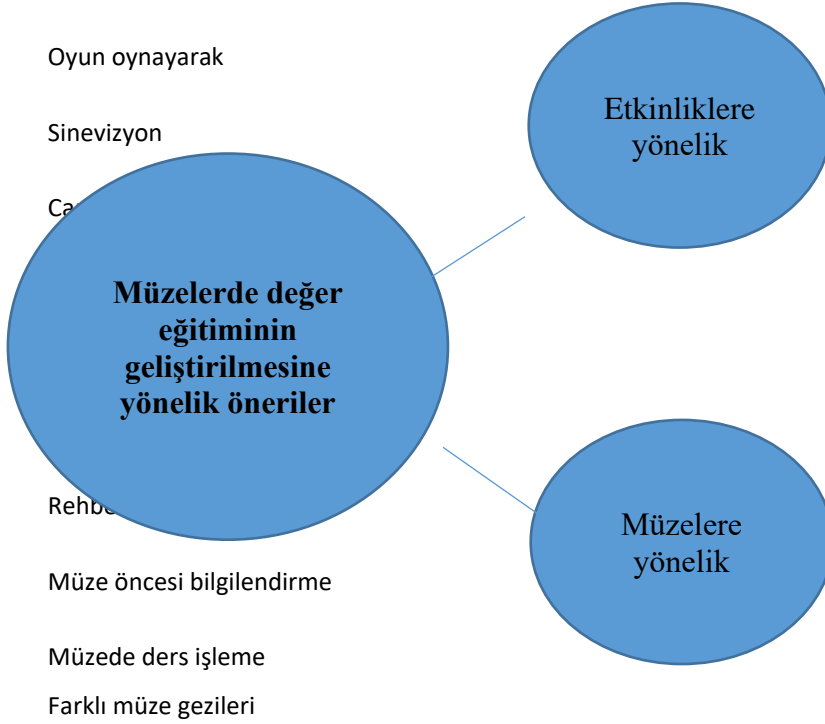 Oyun oynayarak
Sinevizyon
Etkinliklere
yönelik
Müzelerde değer
eğitiminin
geliştirilmesine
yönelik öneriler
Müzelere
yönelik
Müze öncesi bilgilendirme
Müzede ders işleme
Farklı müze gezileri